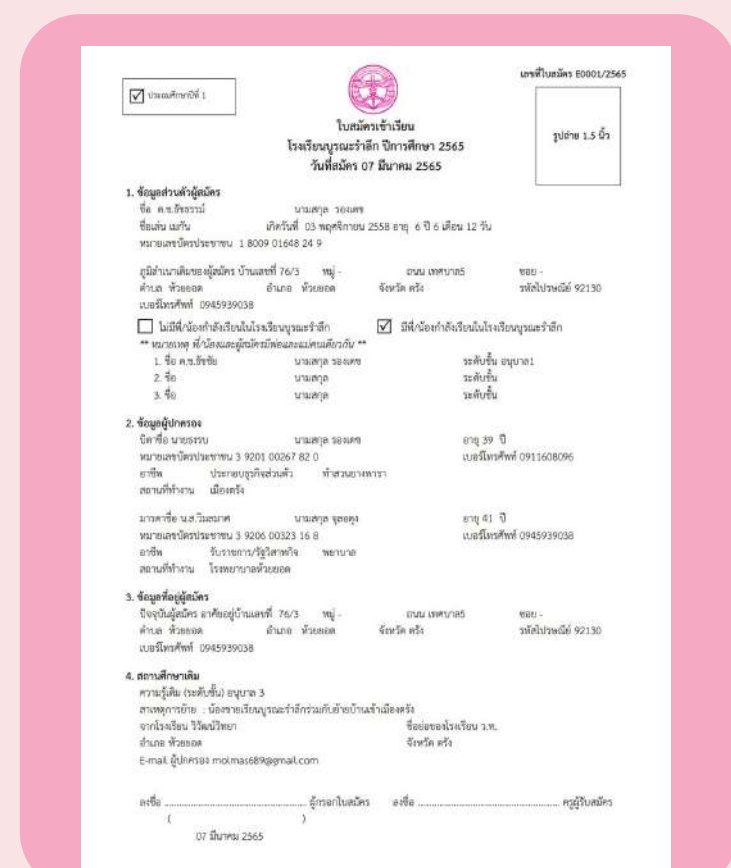 เลขที่ใบสมัคร E0001/2565
ประถมศึกษาปีที่ 1
รูปถ่าย 1.5 นิ้ว
ใบสมัครเข้าเรียน
โรงเรียนบูรณะรำลึก ปีการศึกษา 2565
วันที่สมัคร 07 มีนาคม 2565
1. ข้อมูลส่วนตัวผู้สมัคร
ชื่อ ด.ช.ธัชธรรม์ นามสกุล รองเดช
ชื่อเล่น เมกัน เกิดวันที่ 03 พฤศจิกายน 2558 อายุ 6 ปี 6 เดือน 12 วัน
หมายเลขบัตรประชาชน 1 8009 01648 24 9
ภูมิลำเนาเดิมของผู้สมัคร บ้านเลขที่ 76/3 หมู่ - ถนน เทศบาล5 ซอย -
ตำบล ห้วยยอด อำเภอ ห้วยยอด จังหวัด ตรัง รหัสไปรษณีย์ 92130
เบอร์โทรศัพท์ 0945939038
ไม่มีพี่/น้องกำลังเรียนในโรงเรียนบูรณะรำลึก มีพี่/น้องกำลังเรียนในโรงเรียนบูรณะรำลึก
** หมายเหตุ พี่/น้องและผู้สมัครมีพ่อและแม่คนเดียวกัน **
1. ชื่อ ด.ช.ธัชชัย นามสกุล รองเดช ระดับชั้น อนุบาล1
2. ชื่อ นามสกุล ระดับชั้น
3. ชื่อ นามสกุล ระดับชั้น
2. ข้อมูลผู้ปกครอง
บิดาชื่อ นายธงรบ นามสกุล รองเดช อายุ 39 ปี
หมายเลขบัตรประชาชน 3 9201 00267 82 0 เบอร์โทรศัพท์ 0911608096
อาชีพ ประกอบธุรกิจส่วนตัว ทำสวนยางพารา
สถานที่ทำงาน เมืองตรัง
มารดาชื่อ น.ส.วิมลมาศ นามสกุล จุลอดุง อายุ 41 ปี
หมายเลขบัตรประชาชน 3 9206 00323 16 8 เบอร์โทรศัพท์ 0945939038
อาชีพ รับราชการ/รัฐวิสาหกิจ พยาบาล
สถานที่ทำงาน โรงพยาบาลห้วยยอด
3. ข้อมูลที่อยู่ผู้สมัคร
ปัจจุบันผู้สมัคร อาศัยอยู่บ้านเลขที่ 76/3 หมู่ - ถนน เทศบาล5 ซอย -
ตำบล ห้วยยอด อำเภอ ห้วยยอด จังหวัด ตรัง รหัสไปรษณีย์ 92130
เบอร์โทรศัพท์ 0945939038
4. สถานศึกษาเดิม
ความรู้เดิม (ระดับชั้น) อนุบาล 3
สาเหตุการย้าย : น้องชายเรียนบูรณะรำลึกร่วมกับย้ายบ้านเข้าเมืองตรัง
จากโรงเรียน วิวัฒน์วิทยา ชื่อย่อของโรงเรียน ว.ท.
อำเภอ ห้วยยอด จังหวัด ตรัง
E-mail ผู้ปกครอง molmas689@gmail.com
ลงชื่อ .................................................. ผู้กรอกใบสมัคร ลงชื่อ .................................................. ครูผู้รับสมัคร
( )
07 มีนาคม 2565